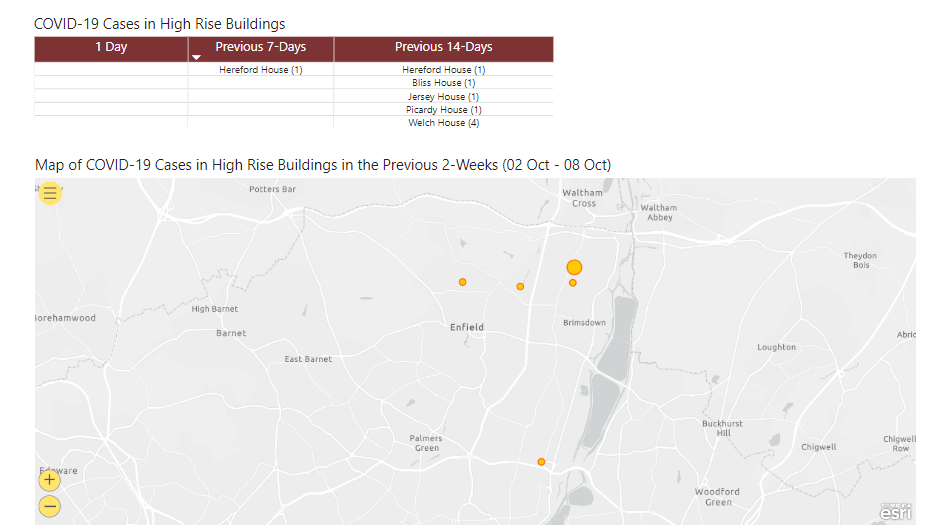 COVID-19 Cases in High Rise Buildings
1 Day Previous 7-Days Previous 14-Days
Hereford House (1) Hereford House (1)
Bliss House (1)
Jersey House (1)
Picardy House (1)
Welch House (4)
Map of COVID-19 Cases in High Rise Buildings in the Previous 2-Weeks (02 Oct - 08 Oct)
Potters Bar
Waltham
Cross
Waltham
Abbey
Theydon
Bois
High Barnet
Barnet
orehamwood
Enfield
Brimsdown
Abric
East Barnet
Loughton
Buckhurst
Hill
Palmers
Green
Chigwell
Chigwell
Row
Woodford
Green
esri